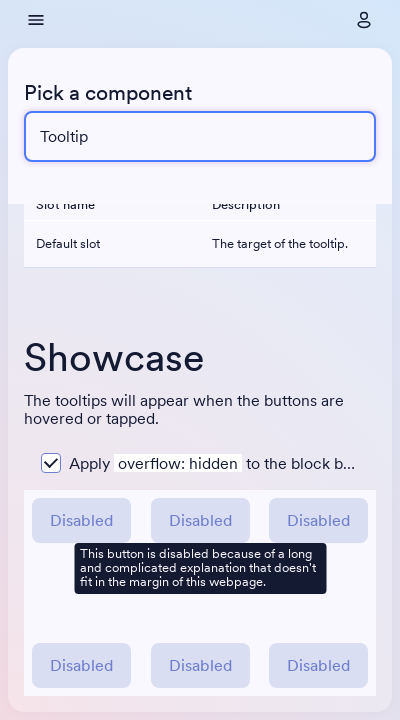 Pick a component
Tooltip
Slot name Description
Default slot The target of the tooltip.
Showcase
The tooltips will appear when the buttons are
hovered or tapped.
Apply overflow: hidden to the block b…
Disabled Disabled Disabled
This button is disabled because of a long
and complicated explanation that doesn't
fit in the margin of this webpage.
Disabled Disabled Disabled